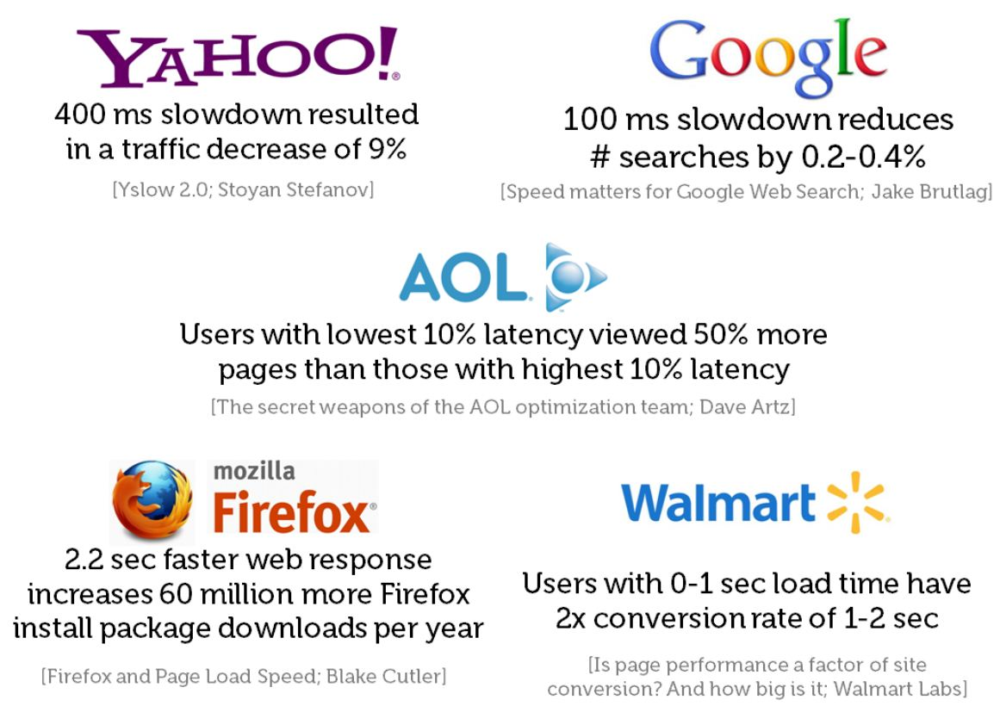 YAHOO!®
400 ms slowdown resulted
in a traffic decrease of 9%
[Yslow 2.0; Stoyan Stefanov]
Google
100 ms slowdown reduces
# searches by 0.2-0.4%
[Speed matters for Google Web Search; Jake Brutlag]
AOL
Users with lowest 10% latency viewed 50% more
pages than those with highest 10% latency
[The secret weapons of the AOL optimization team; Dave Artz]
mozilla
Firefox®
2.2 sec faster web response
increases 60 million more Firefox
install package downloads per year
[Firefox and Page Load Speed; Blake Cutler]
Walmart
Users with 0-1 sec load time have
2x conversion rate of 1-2 sec
[Is page performance a factor of site
conversion? And how big is it; Walmart Labs]